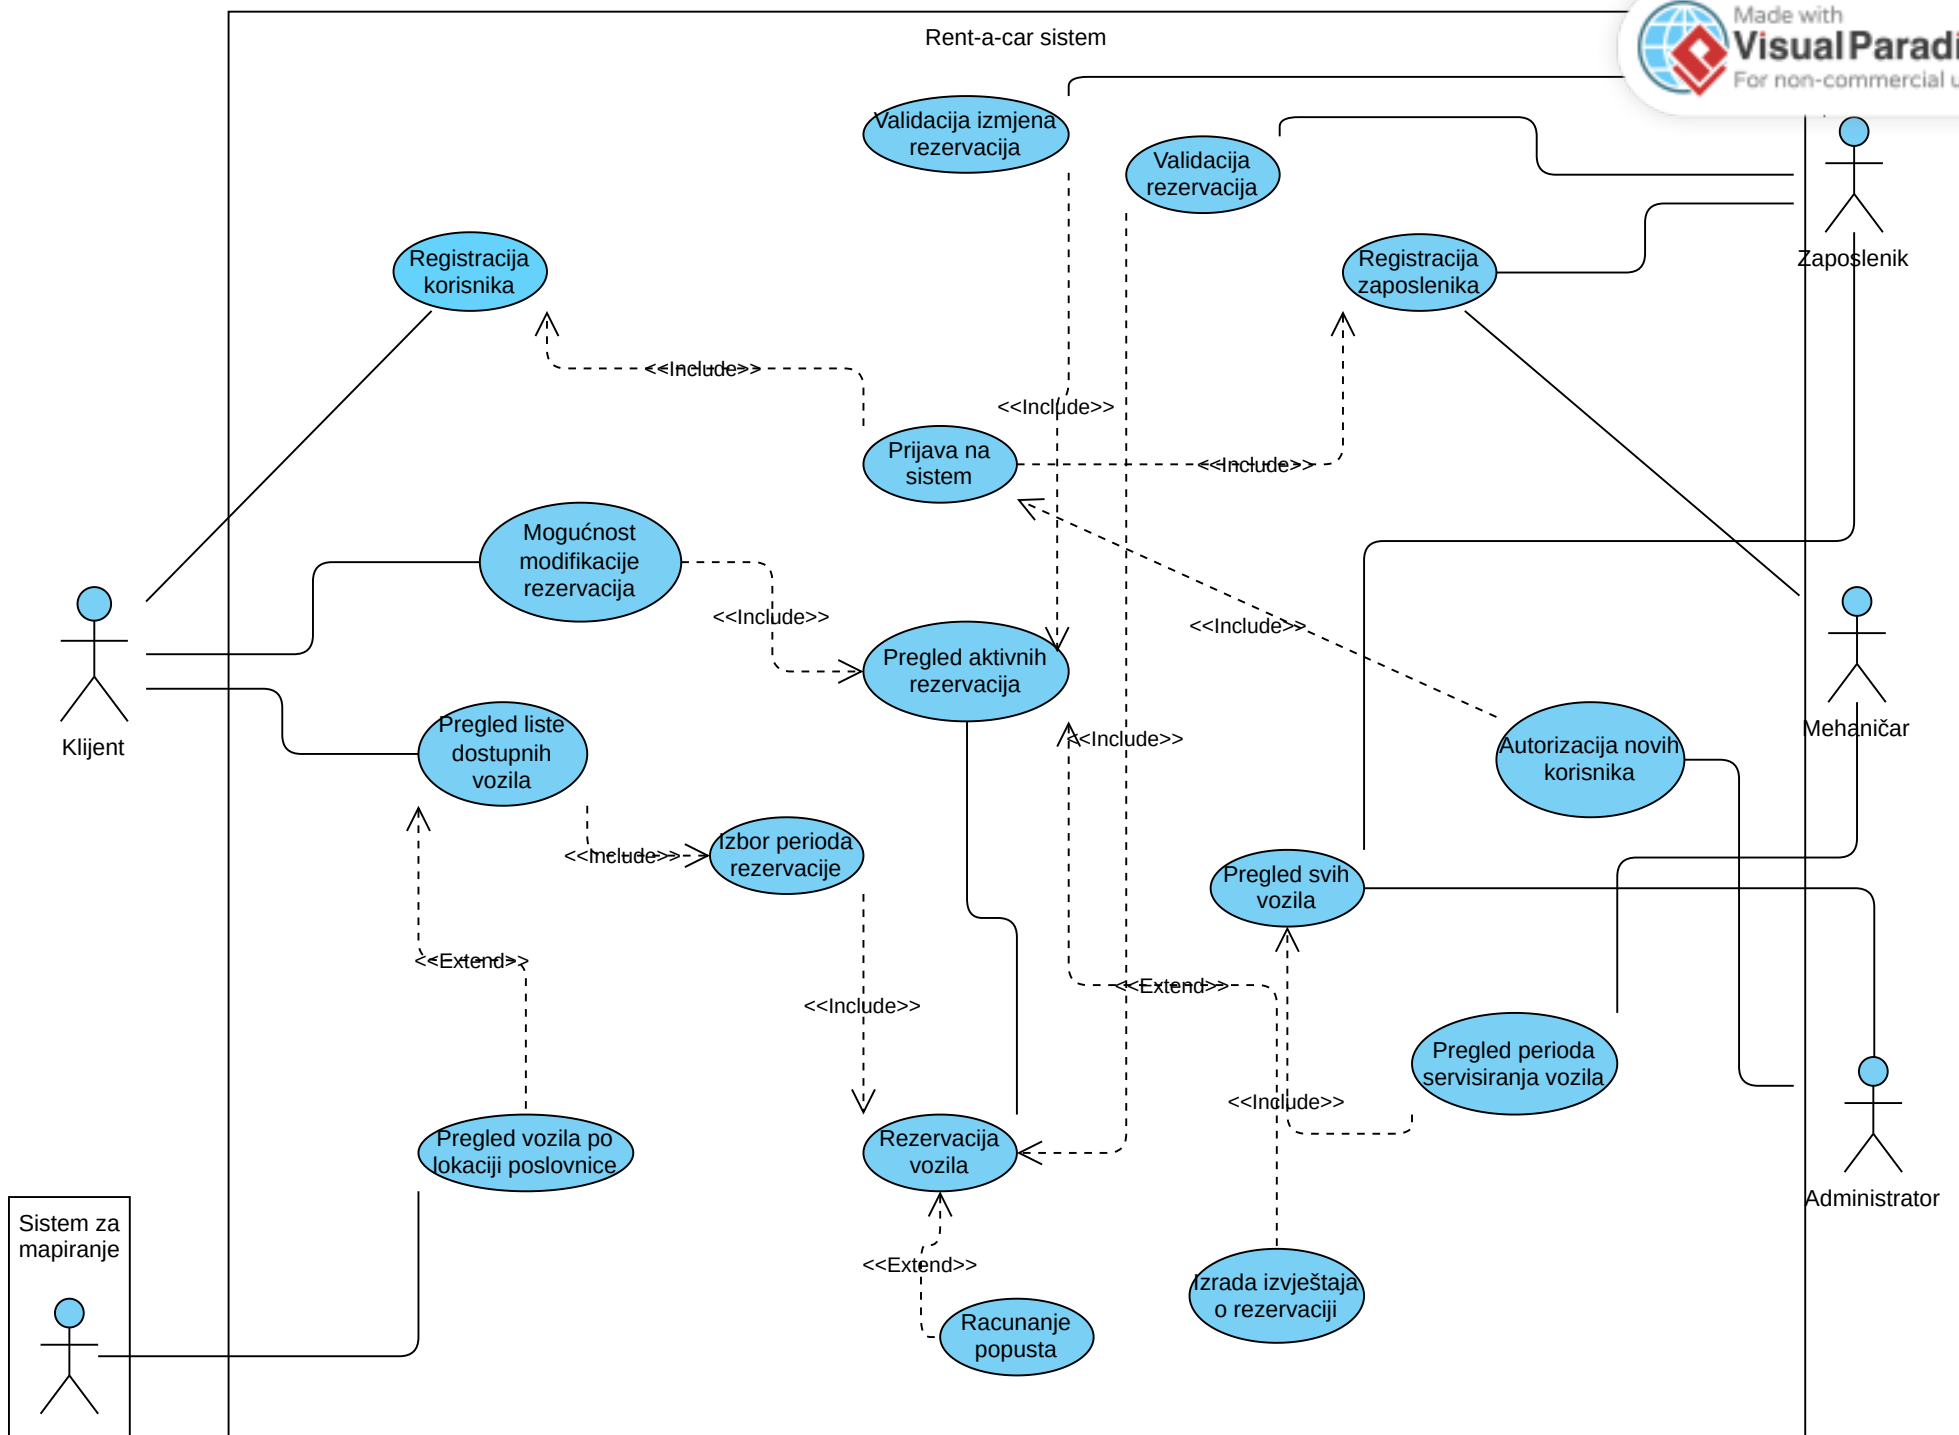 Rent-a-car sistem
Made with
Visual Paradi
For non-commercial u
Validacija izmjena
rezervacija
Validacija
rezervacija
Registracija
korisnika
Registracija
zaposlenika
Zaposlenik
<<Include>>
<<Include>>
Prijava na
sistem
<<Include>>
Mogućnost
modifikacije
rezervacija
<<Include>>
<<Include>>
Pregled aktivnih
rezervacija
Klijent
Pregled liste
dostupnih
vozila
<<Include>>
Mehaničar
Autorizacija novih
korisnika
<<Include>>
Izbor perioda
rezervacije
Pregled svih
vozila
<<Extend>>
<<Include>>
<<Extend>>
Pregled perioda
servisiranja vozila
<<Include>>
Pregled vozila po
lokaciji poslovnice
Rezervacija
vozila
Administrator
Sistem za
mapiranje
<<Extend>>
Izrada izvještaja
o rezervaciji
Racunanje
popusta